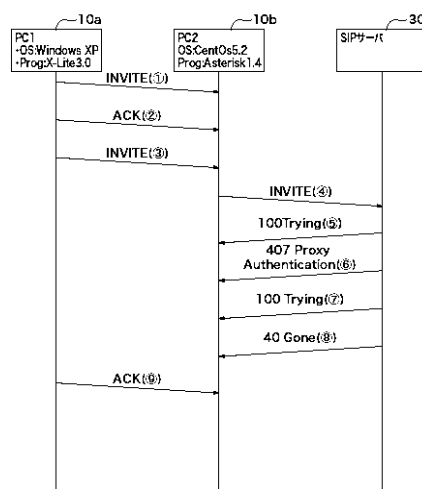 10a
10b
30
PC1
・OS:Windows XP
・Prog:X-Lite3.0
PC2
OS:CentOs5.2
Prog:Asterisk1.4
SIPサーバ
INVITE(①)
ACK(②)
INVITE(③)
INVITE(④)
100Trying(⑤)
407 Proxy
Authentication(⑥)
100 Trying(⑦)
40 Gone(⑧)
ACK(⑨)